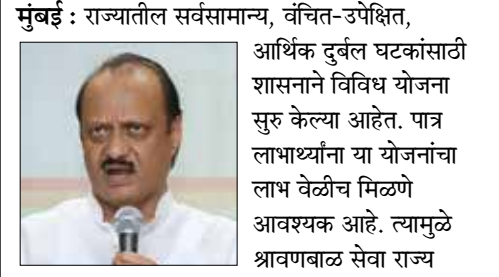 मुंबई : राज्यातील सर्वसामान्य, वंचित-उपेक्षित,
आर्थिक दुर्बल घटकांसाठी
शासनाने विविध योजना
सुरु केल्या आहेत. पात्र
लाभार्थ्यांना या योजनांचा
लाभ वेळीच मिळणे
आवश्यक आहे. त्यामुळे
श्रावणबाळ सेवा राज्य